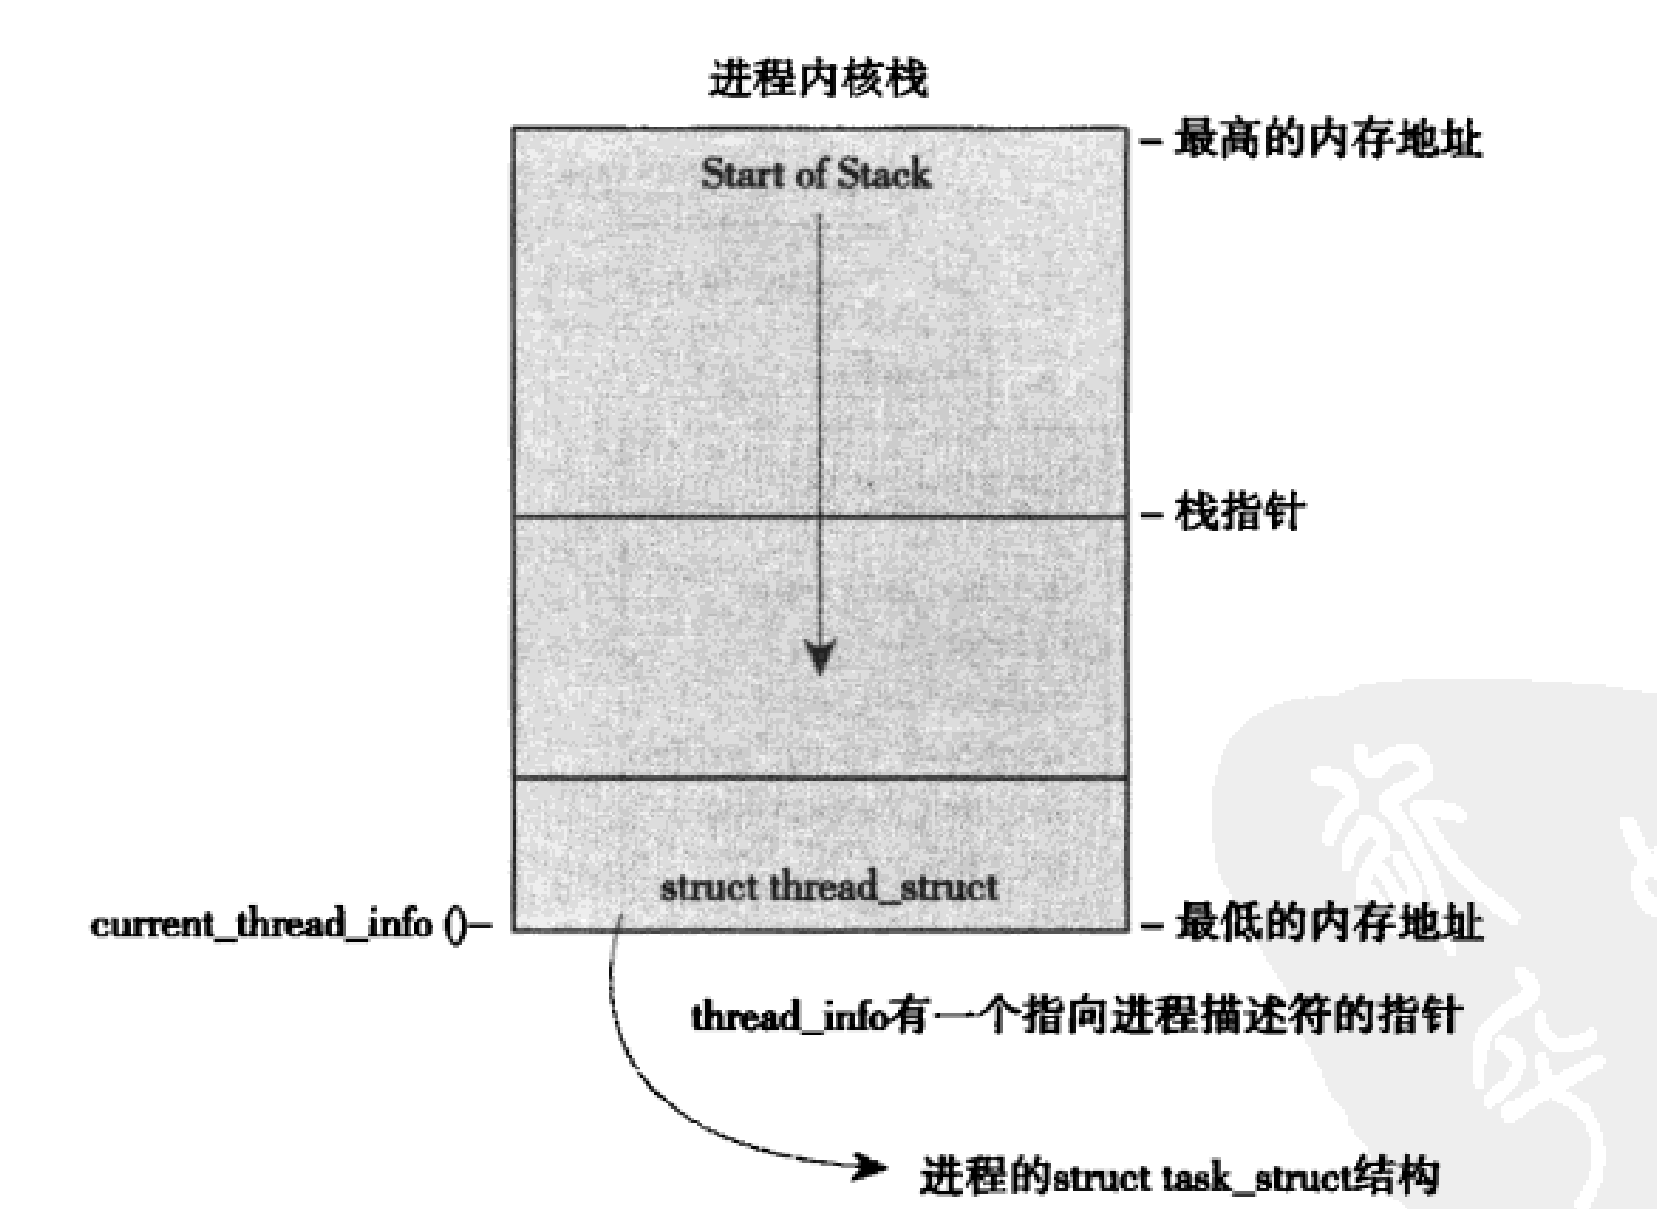 进程内核栈
最高的内存地址
Start of Stack
栈指针
struct thread_struct
current_thread_info ()
最低的内存地址
thread_info有一个指向进程描述符的指针
进程的struct task_struct结构